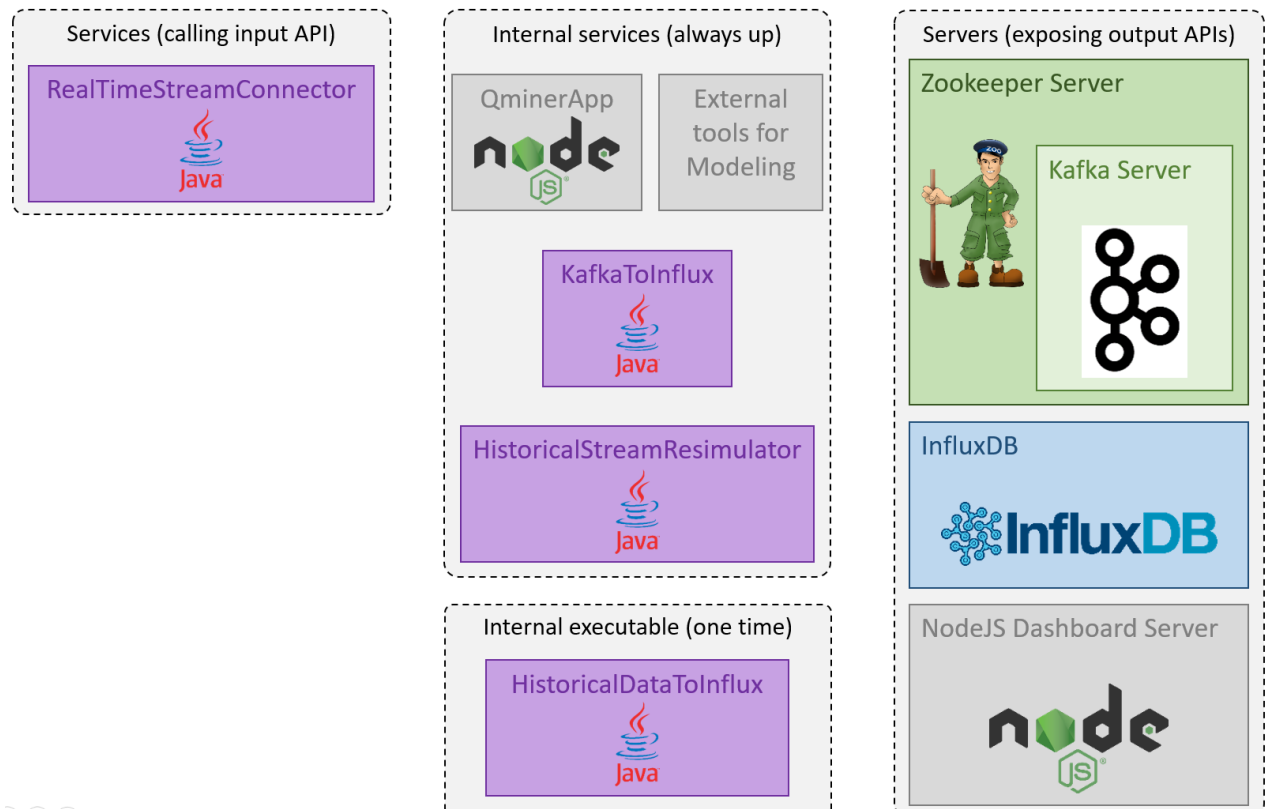 Services (calling input API)
RealTimeStreamConnector
Java
Internal services (always up)
QminerApp
node
JS
External
tools for
Modeling
KafkaToInflux
Java
HistoricalStreamResimulator
Java
Internal executable (one time)
HistoricalDataToInflux
Java
Servers (exposing output APIs)
Zookeeper Server
ZOO
Kafka Server
InfluxDB
InfluxDB
NodeJS Dashboard Server
node
JS